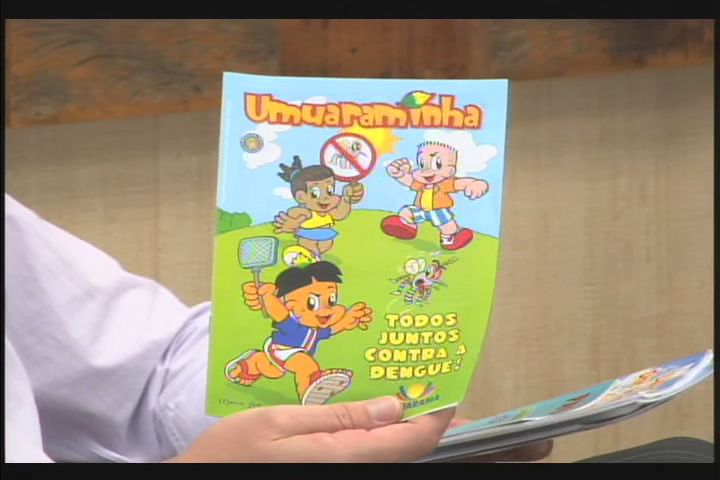 Umuaraminha
TODOS
JUNTOS
CONTRA A
DENGUE!